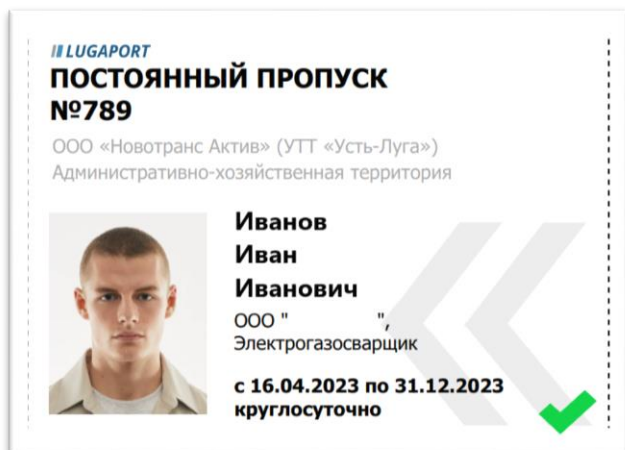 LUGAPORT
ПОСТОЯННЫЙ ПРОПУСК
№789
ООО «Новотранс Актив» (УТТ «Усть-Луга»)
Административно-хозяйственная территория
Иванов
Иван
Иванович
ООО " ",
Электрогазосварщик
с 16.04.2023 по 31.12.2023
круглосуточно